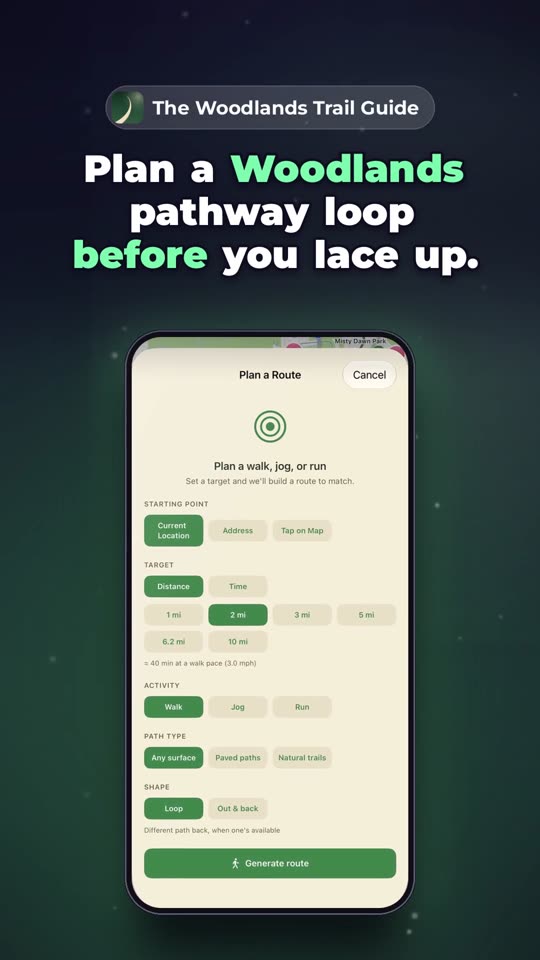 The Woodlands Trail Guide
Plan a Woodlands
pathway loop
before you lace up.
Misty Dawn Park
Plan a Route
Cancel
Plan a walk, jog, or run
Set a target and we'll build a route to match.
STARTING POINT
Current
Location
Address
Tap on Map
TARGET
Distance
Time
1 mi
2 mi
3 mi
5 mi
6.2 mi
10 mi
≈ 40 min at a walk pace (3.0 mph)
ACTIVITY
Walk
Jog
Run
PATH TYPE
Any surface
Paved paths
Natural trails
SHAPE
Loop
Out & back
Different path back, when one's available
Generate route